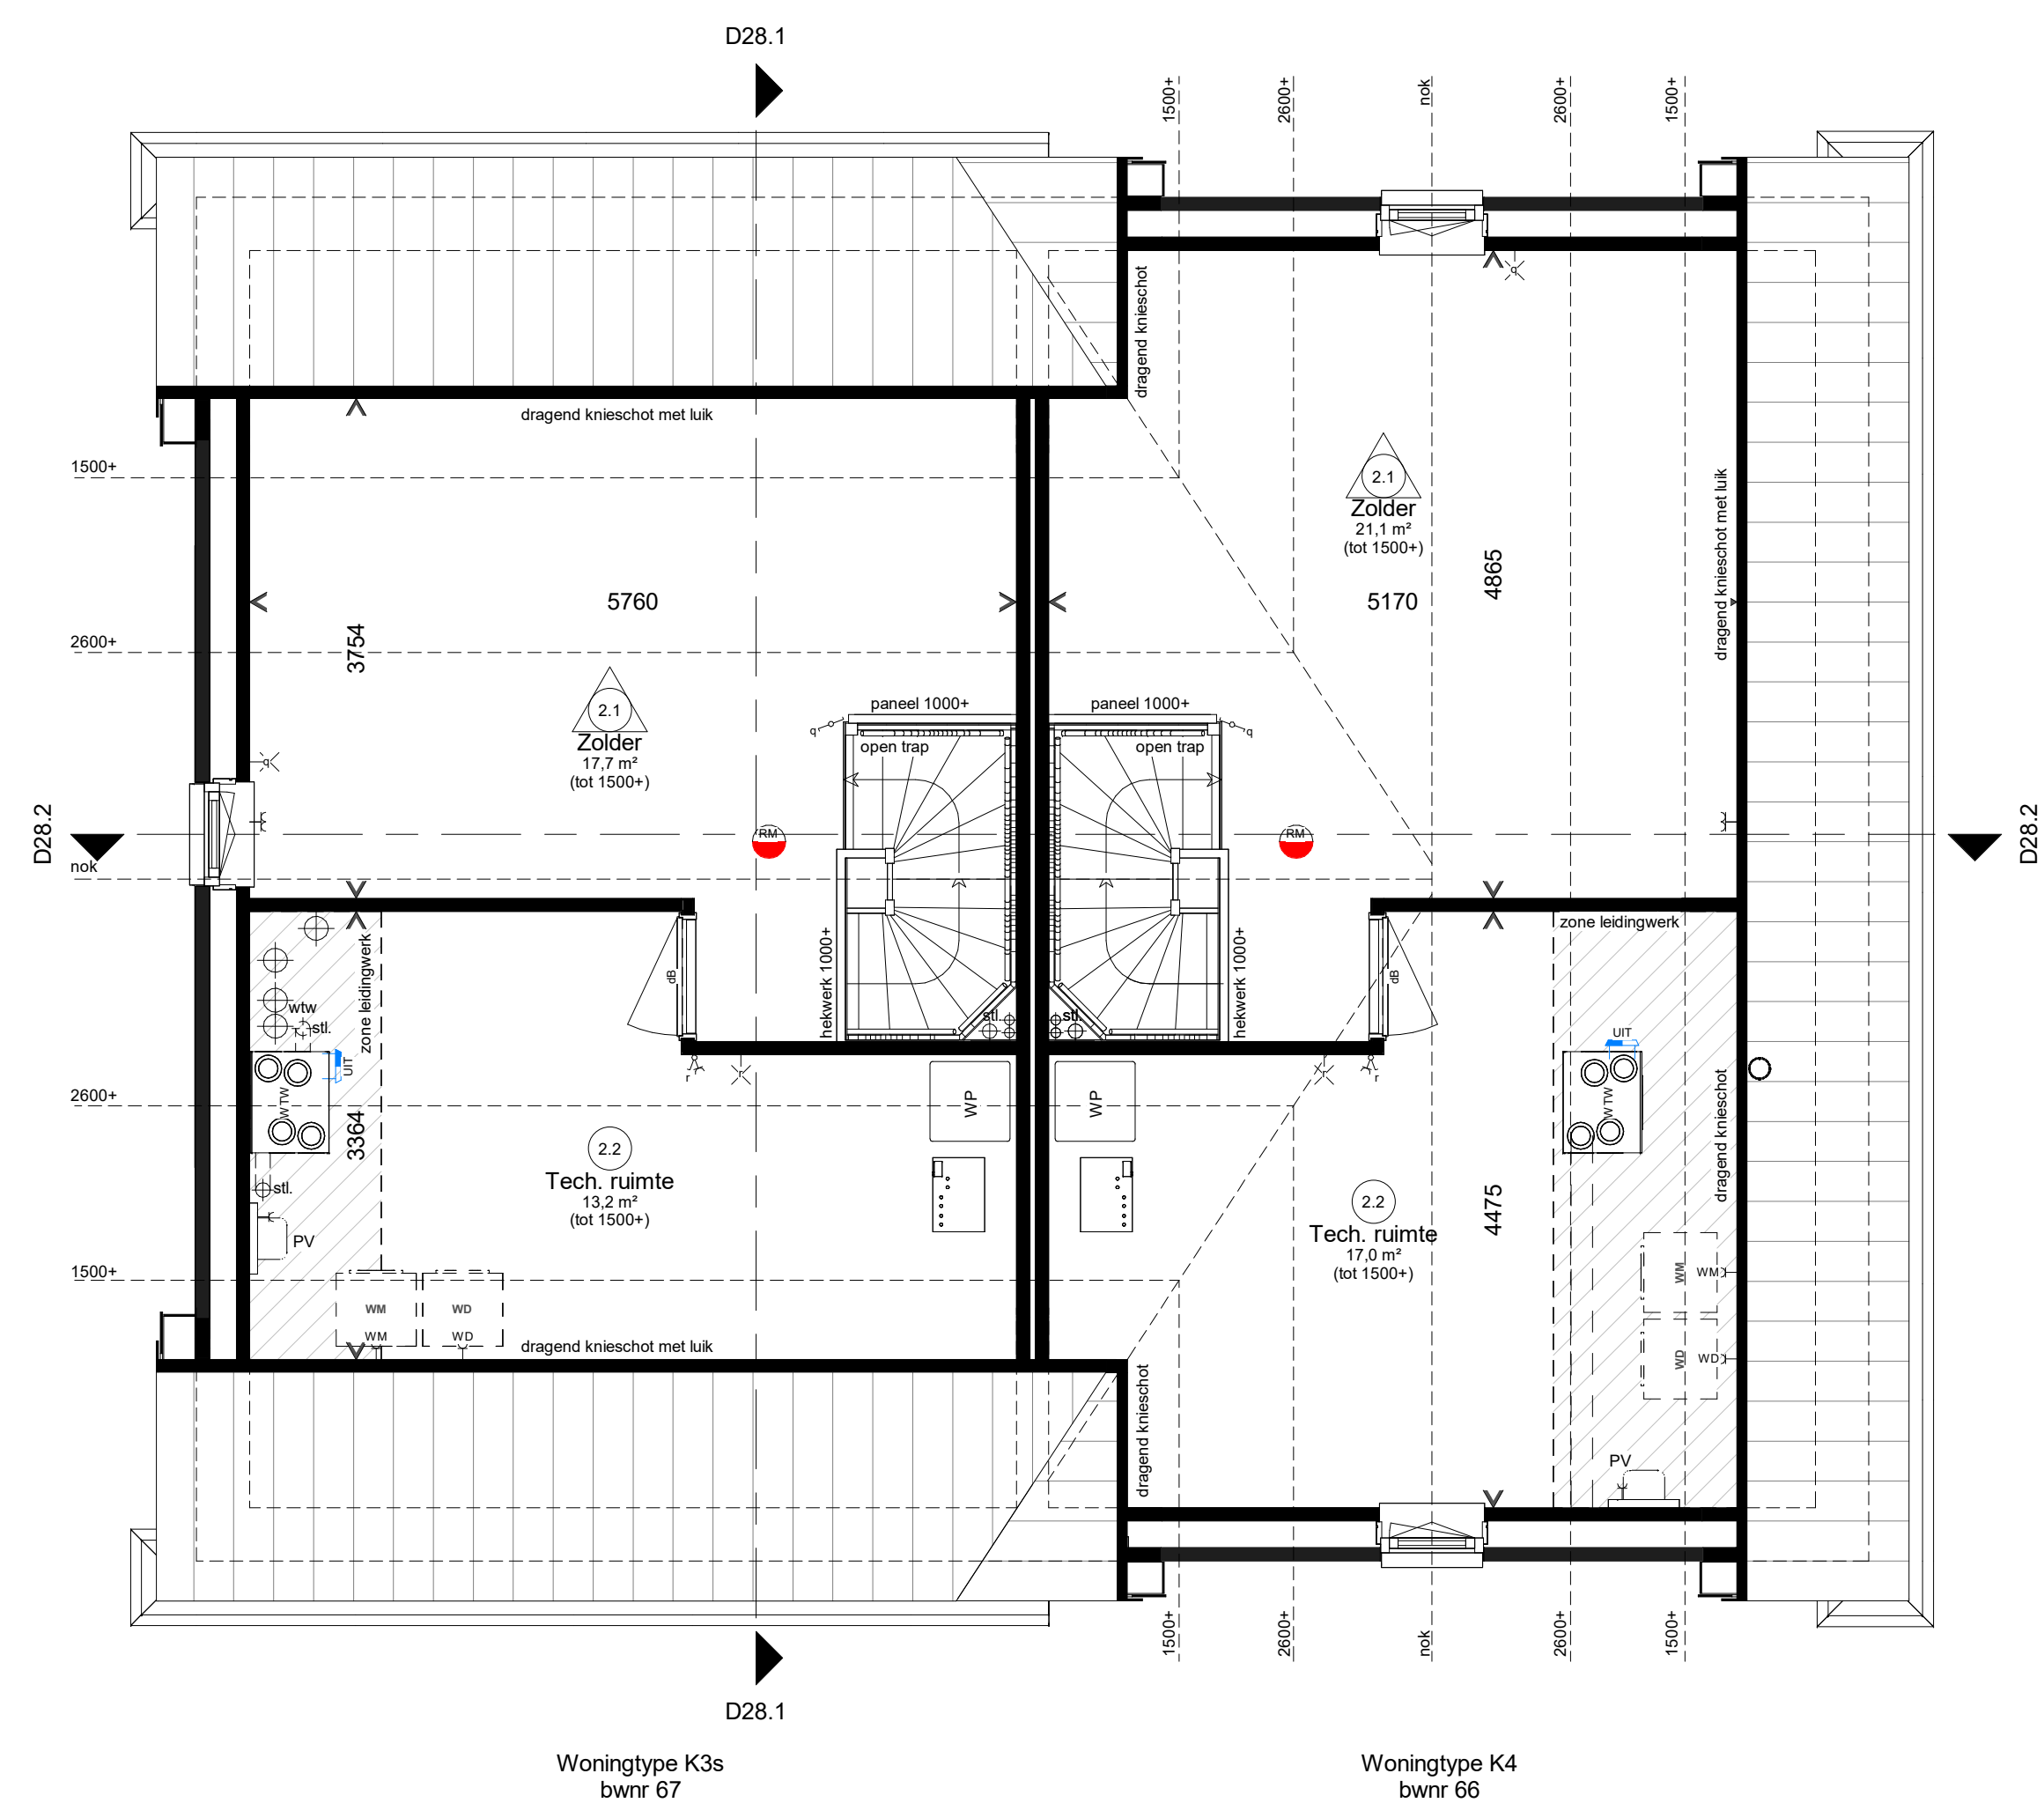 D28.1
1500+
2600+
nok
2600+
1500+
dragend knieschot
q
dragend knieschot met luik
1500+
2.1
Zolder
21,1 m²
(tot 1500+)
dragend knieschot met luik
5760
5170
4865
3754
2600+
2.1
Zolder
17,7 m²
(tot 1500+)
paneel 1000+
paneel 1000+
q
q
open trap
open trap
q
D28.2
RM
RM
D28.2
nok
zone leidingwerk
zone leidingwerk
dB
dB
hekwerk 1000+
hekwerk 1000+
wtw
stl.
stl.
stl.
UIT
UIT
r
r
r
r
WTW
WTW
WP
WP
2600+
3364
dragend knieschot
2.2
Tech. ruimte
13,2 m²
(tot 1500+)
stl.
PV
2.2
Tech. ruimte
17,0 m²
(tot 1500+)
4475
1500+
WM
WD
WM
WD
WM
WM
WD
WD
dragend knieschot met luik
dragend knieschot
PV
1500+
2600+
nok
2600+
1500+
D28.1
Woningtype K3s
bwnr 67
Woningtype K4
bwnr 66